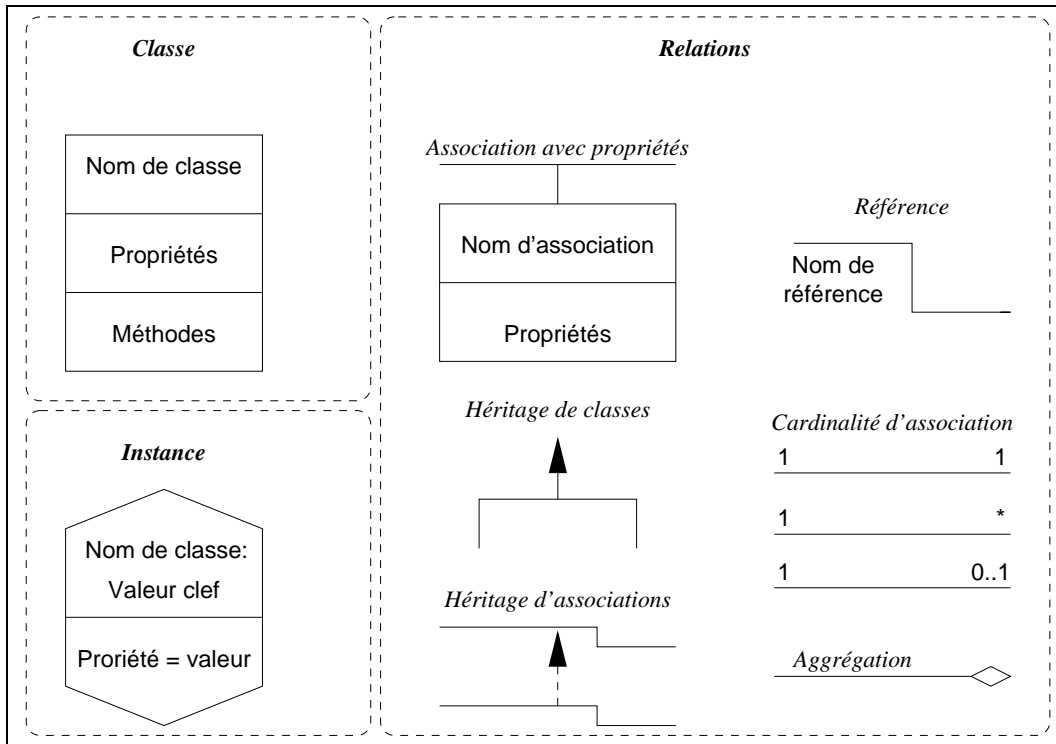 Classe
Nom de classe
Propriétés
Méthodes
Instance
Nom de classe:
Valeur clef
Proriété = valeur
Relations
Association avec propriétés
Nom d'association
Propriétés
Référence
Nom de
référence
Héritage de classes
Cardinalité d'association
1 1
1 *
1 0..1
Héritage d'associations
Aggrégation